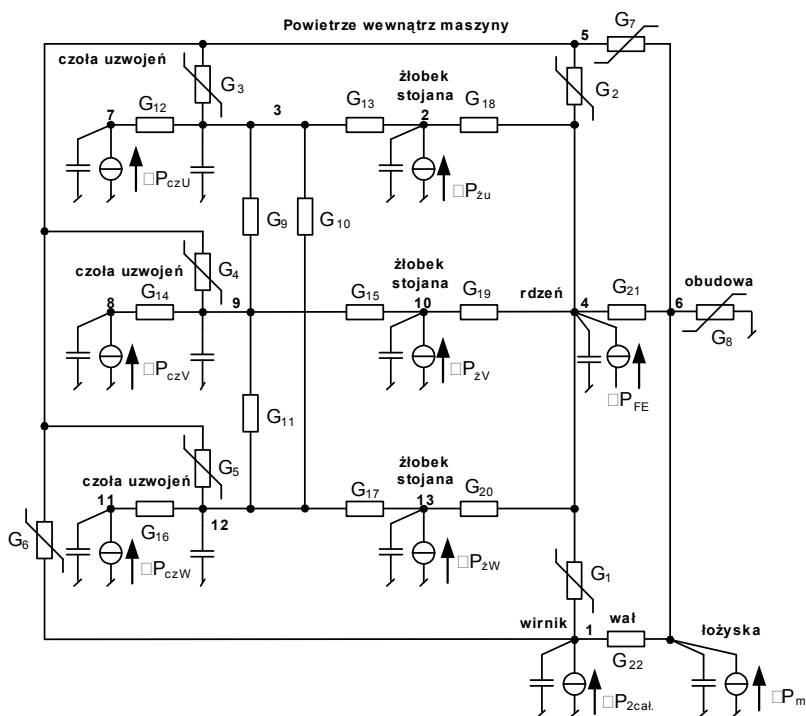 Powietrze wewnątrz maszyny
5
G7
czoła uzwojeń
G3
żłobek
stojana
G2
7
G12
3
G13
2
G18
□PczU
□Pżu
G9
G10
czoła uzwojeń
G4
żłobek
stojana
8
G14
9
G15
10
G19
rdzeń
4
G21
6
obudowa
G8
□PczV
□PżV
□PFE
G11
czoła uzwojeń
G5
żłobek
stojana
11
G16
12
G17
13
G20
G6
□PczW
□PżW
G1
wirnik
1
wał
łożyska
G22
□P2cał.
□Pm